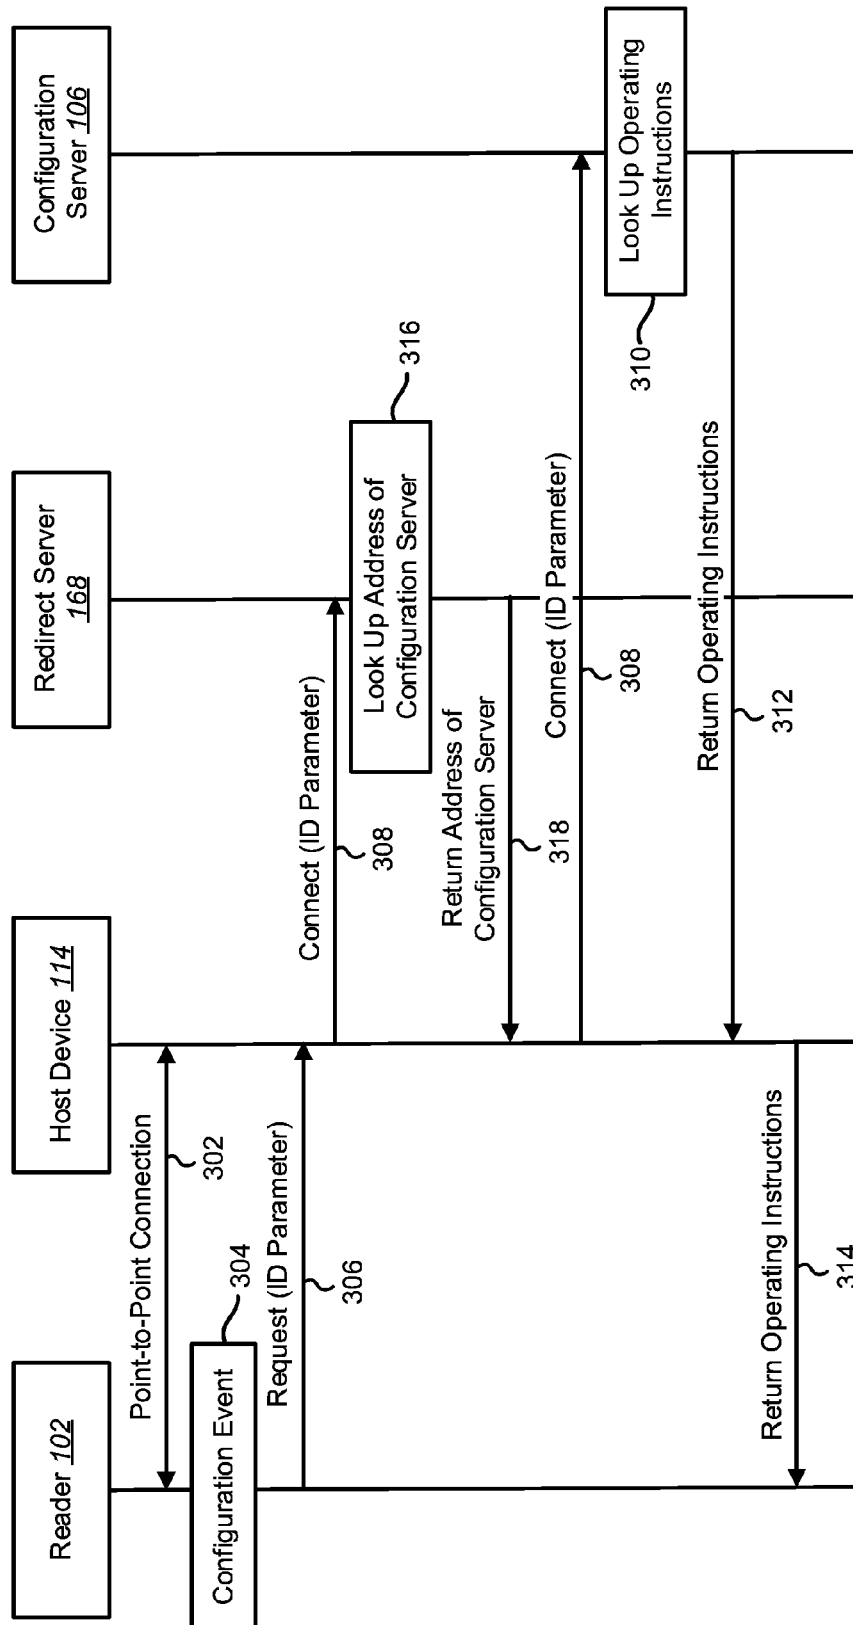 Reader 102
Host Device 114
Redirect Server
168
Configuration
Server 106
Point-to-Point Connection
302
Configuration Event
304
Request (ID Parameter)
306
Connect (ID Parameter)
308
Look Up Address of
Configuration Server
316
Return Address of
Configuration Server
318
Connect (ID Parameter)
308
Look Up Operating
Instructions
310
Return Operating Instructions
312
Return Operating Instructions
314